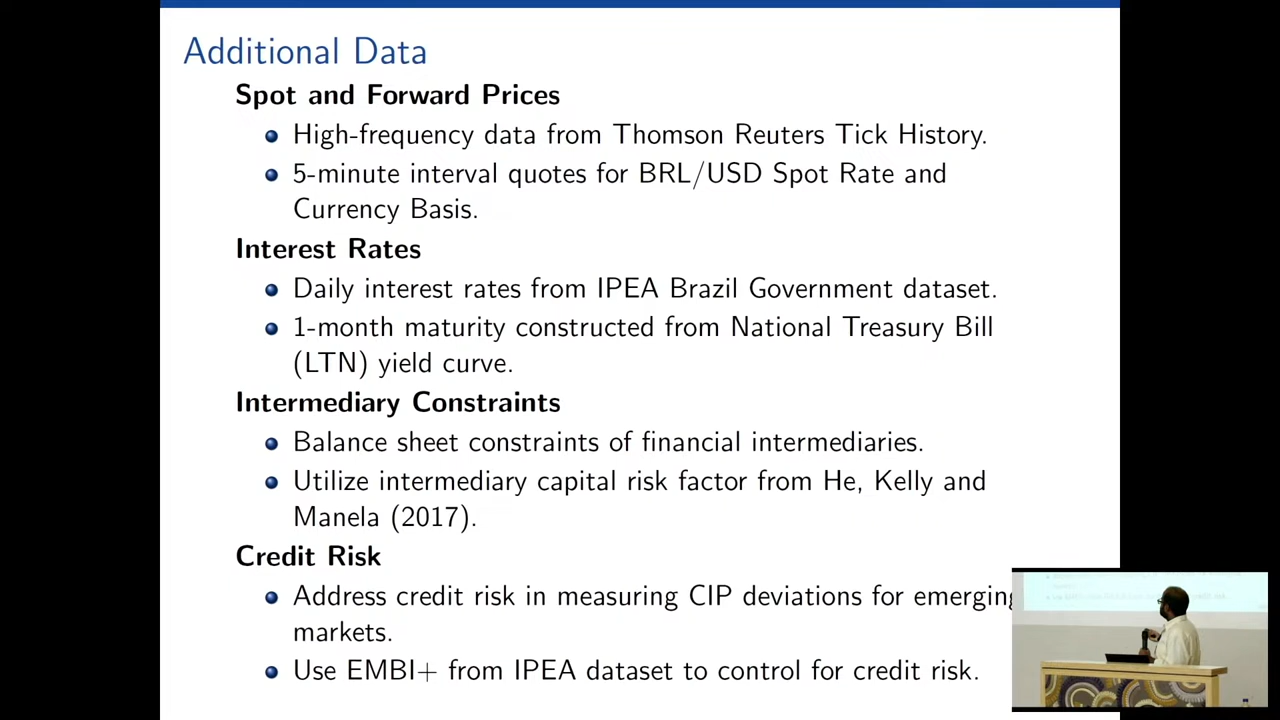 Additional Data
Spot and Forward Prices
High-frequency data from Thomson Reuters Tick History.
5-minute interval quotes for BRL/USD Spot Rate and
Currency Basis.
Interest Rates
Daily interest rates from IPEA Brazil Government dataset.
1-month maturity constructed from National Treasury Bill
(LTN) yield curve.
Intermediary Constraints
Balance sheet constraints of financial intermediaries.
Utilize intermediary capital risk factor from He, Kelly and
Manela (2017).
Credit Risk
Address credit risk in measuring CIP deviations for emerging
markets.
Use EMBI+ from IPEA dataset to control for credit risk.